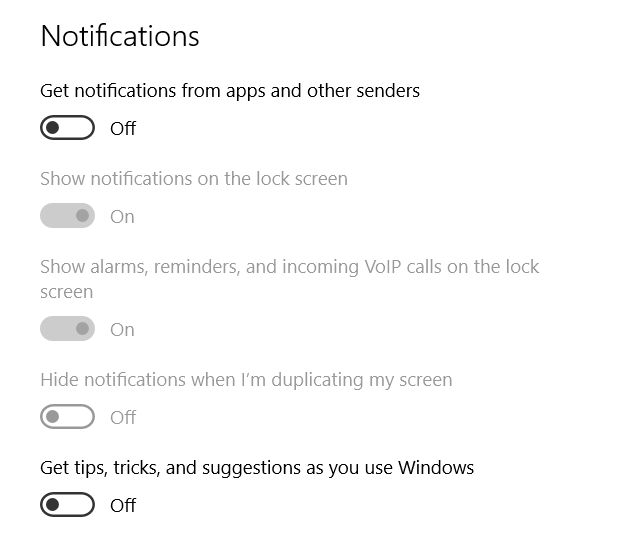 Notifications
Get notifications from apps and other senders
Off
Show notifications on the lock screen
On
Show alarms, reminders, and incoming VoIP calls on the lock
screen
On
Hide notifications when I’m duplicating my screen
Off
Get tips, tricks, and suggestions as you use Windows
Off